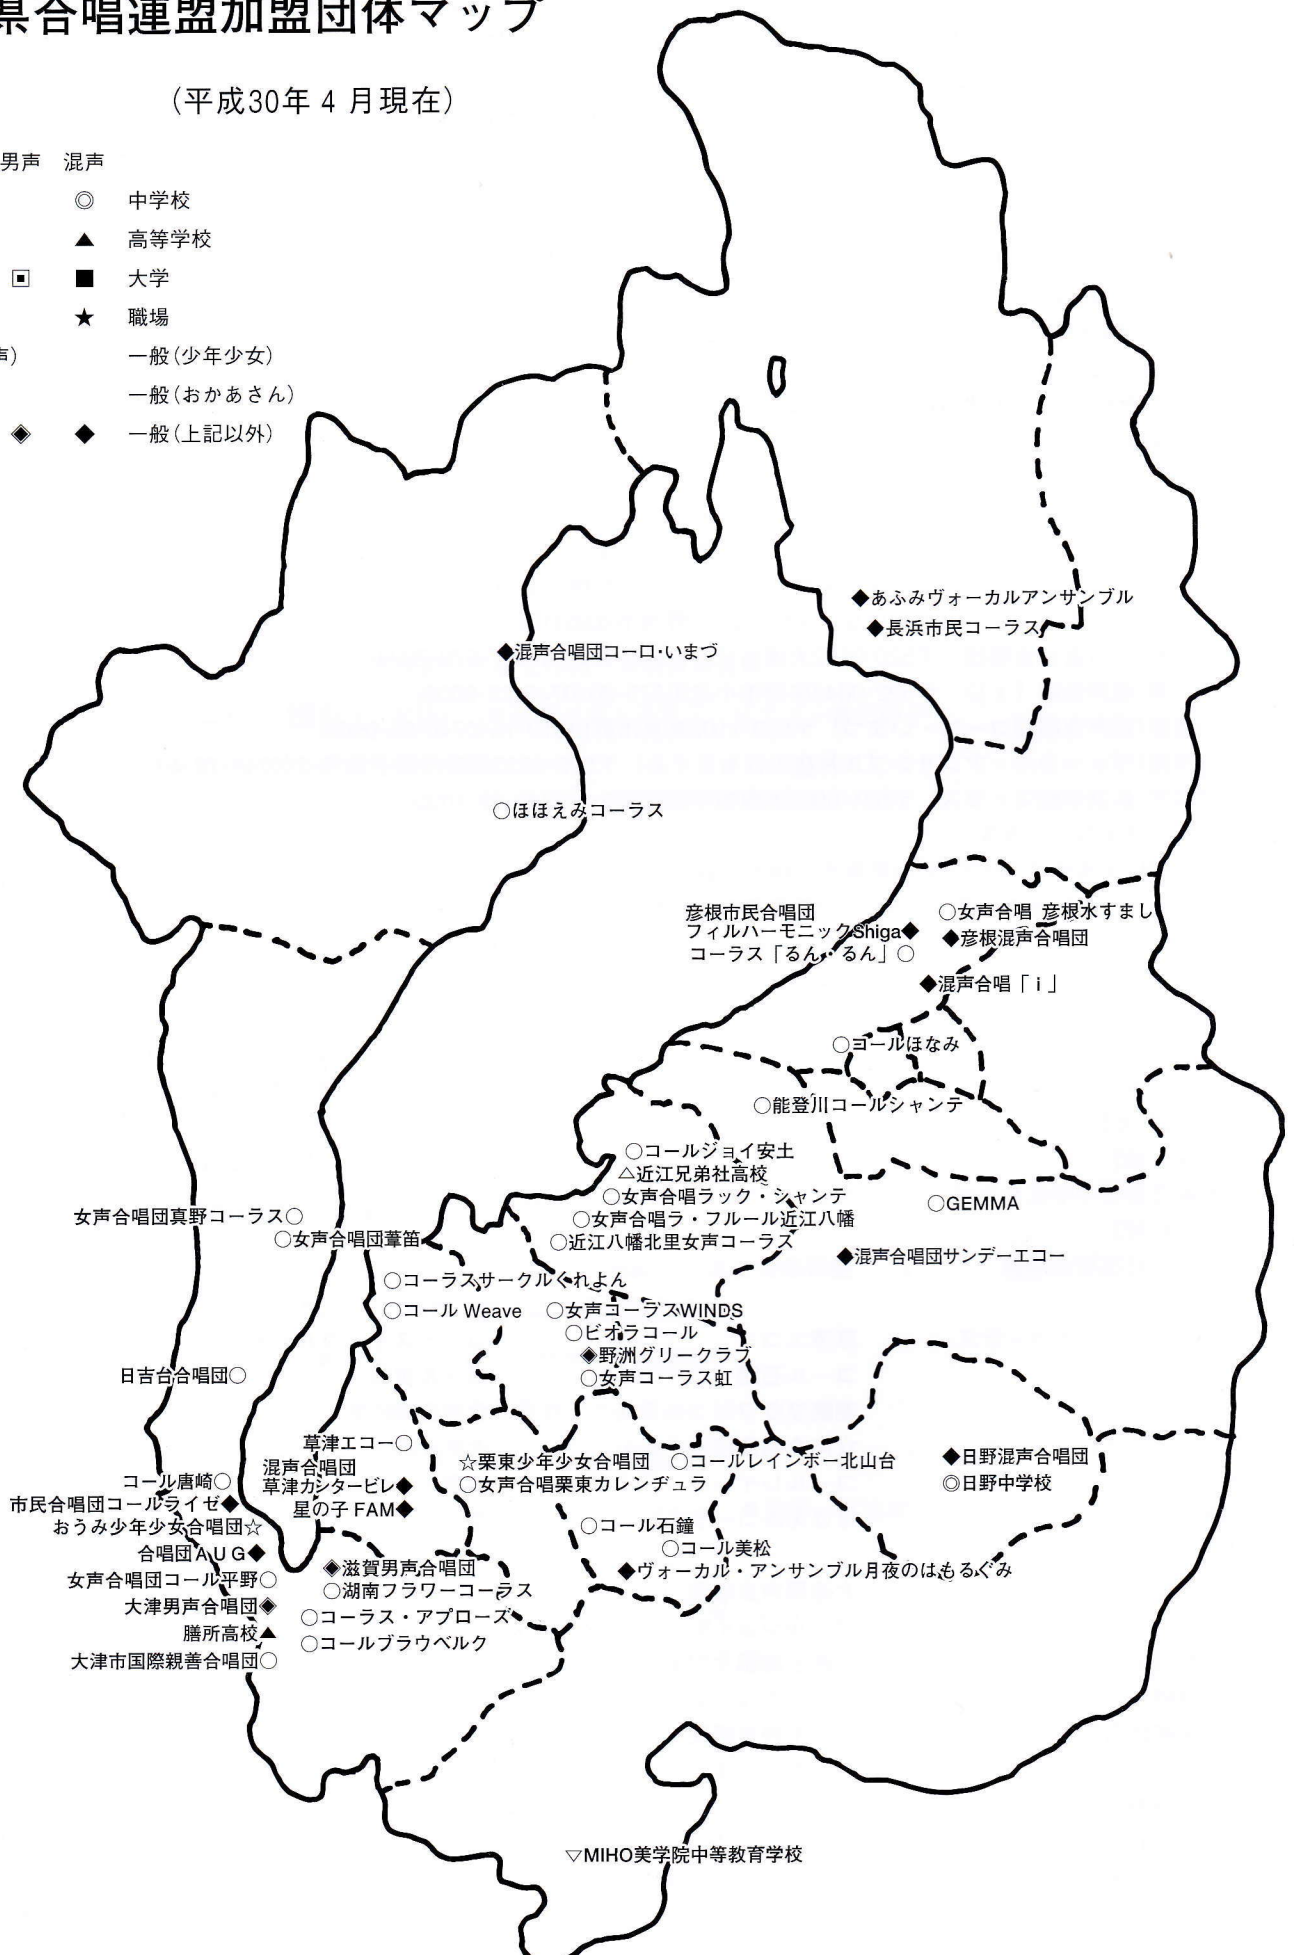 県合唱連盟加盟団体マップ
（平成30年4月現在）
男声 混声
◎ 中学校
▲ 高等学校
▣ ■ 大学
★ 職場
声） 一般（少年少女）
一般（おかあさん）
◈ ◆ 一般（上記以外）
◆あふみヴォーカルアンサンブル
◆長浜市民コーラス
◆混声合唱団コーロ・いまづ
○ほほえみコーラス
彦根市民合唱団
フィルハーモニックShiga◆
コーラス「るん・るん」○
○女声合唱 彦根水すまし
◆彦根混声合唱団
◆混声合唱「ｉ」
○コールほなみ
○能登川コールシャンテ
○コールジョイ安土
△近江兄弟社高校
○女声合唱ラック・シャンテ
○女声合唱ラ・フルール近江八幡
○近江八幡北里女声コーラス
○GEMMA
◆混声合唱団サンデーエコー
女声合唱団真野コーラス○
○女声合唱団葦笛
○コーラスサークルくれよん
○コール Weave
○女声コーラスWINDS
○ビオラコール
◈野洲グリークラブ
○女声コーラス虹
日吉台合唱団○
草津エコー○
混声合唱団
草津カンタービレ◆
星の子 FAM◆
☆栗東少年少女合唱団
○女声合唱栗東カレンヂュラ
○コールレインボー北山台
◆日野混声合唱団
◎日野中学校
コール唐崎○
市民合唱団コールライゼ◆
おうみ少年少女合唱団☆
合唱団ＡＵＧ◆
女声合唱団コール平野○
大津男声合唱団◈
膳所高校▲
大津市国際親善合唱団○
○コール石鐘
○コール美松
◆ヴォーカル・アンサンブル月夜のはもるぐみ
◈滋賀男声合唱団
○湖南フラワーコーラス
○コーラス・アプローズ
○コールブラウベルク
▽MIHO美学院中等教育学校